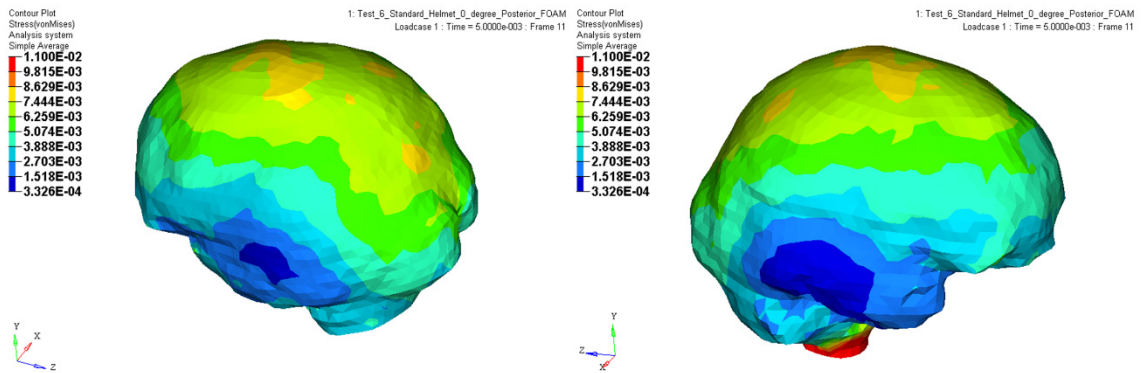 Contour Plot
Stress(vonMises)
Analysis system
Simple Average
1.100E-02
9.815E-03
8.629E-03
7.444E-03
6.259E-03
5.074E-03
3.888E-03
2.703E-03
1.518E-03
3.326E-04
1: Test_6_Standard_Helmet_0_degree_Posterior_FOAM
Loadcase 1 : Time = 5.0000e-003 : Frame 11
Y
X
Z
Contour Plot
Stress(vonMises)
Analysis system
Simple Average
1.100E-02
9.815E-03
8.629E-03
7.444E-03
6.259E-03
5.074E-03
3.888E-03
2.703E-03
1.518E-03
3.326E-04
1: Test_6_Standard_Helmet_0_degree_Posterior_FOAM
Loadcase 1 : Time = 5.0000e-003 : Frame 11
Y
Z
X